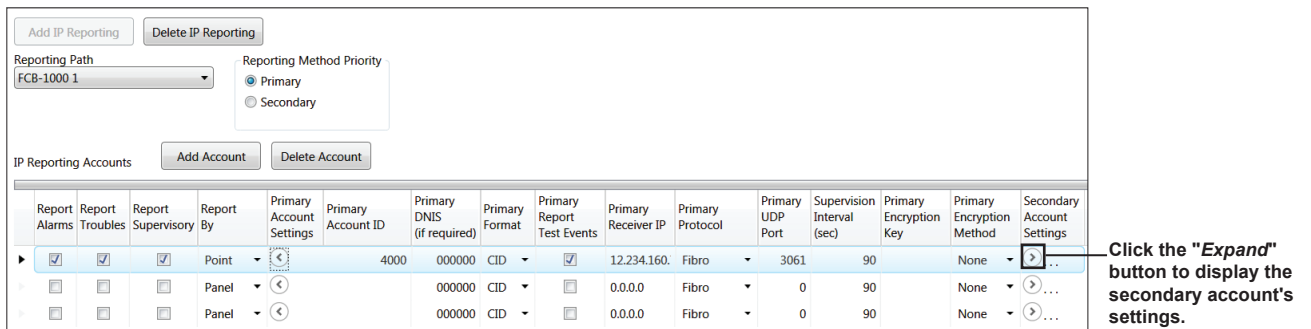 Add IP Reporting Delete IP Reporting
Reporting Path Reporting Method Priority
FCB-1000 1 Primary
Secondary
IP Reporting Accounts Add Account Delete Account
Report Alarms Report Troubles Report Supervisory Report By Primary Account Settings Primary Account ID Primary DNIS (if required) Primary Format Primary Report Test Events Primary Receiver IP Primary Protocol Primary UDP Port Supervision Interval (sec) Primary Encryption Key Primary Encryption Method Secondary Account Settings
Point 4000 000000 CID 12.234.160. Fibro 3061 90 None ...
Panel 000000 CID 0.0.0.0 Fibro 0 90 None ...
Panel 000000 CID 0.0.0.0 Fibro 0 90 None ...
Click the "Expand"
button to display the
secondary account's
settings.